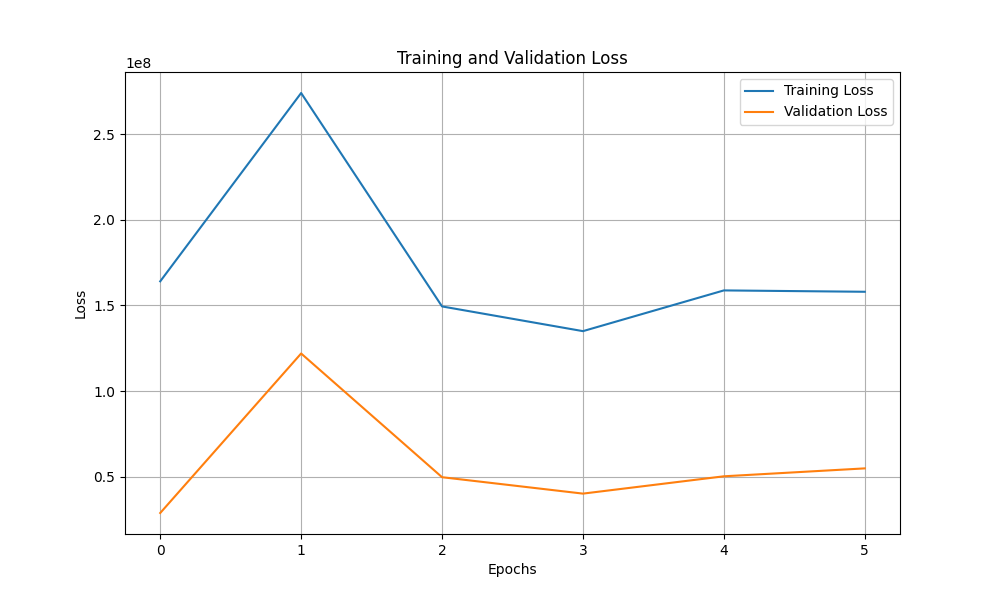 Training and Validation Loss
1e8
Training Loss
Validation Loss
2.5
2.0
1.5
1.0
0.5
Loss
0 1 2 3 4 5
Epochs